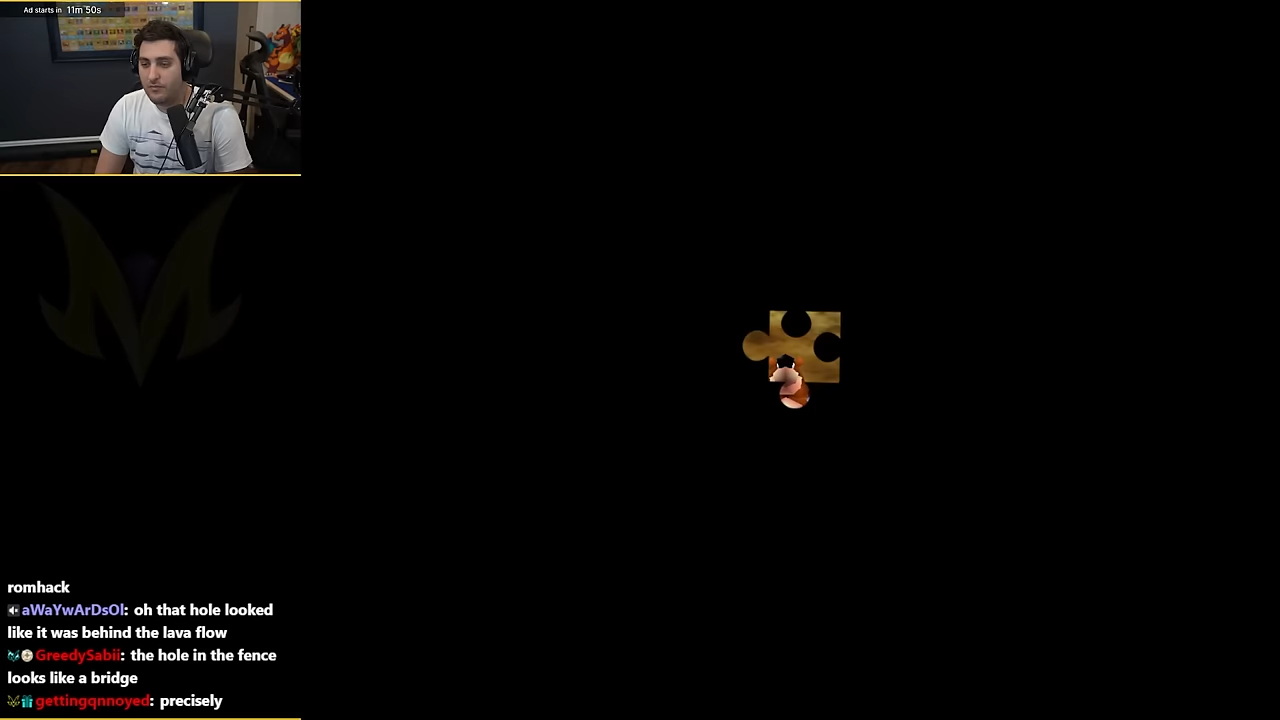 Ad starts in 11m 50s
romhack
aWaYwArDsOl: oh that hole looked
like it was behind the lava flow
GreedySabii: the hole in the fence
looks like a bridge
gettingqnnoyed: precisely